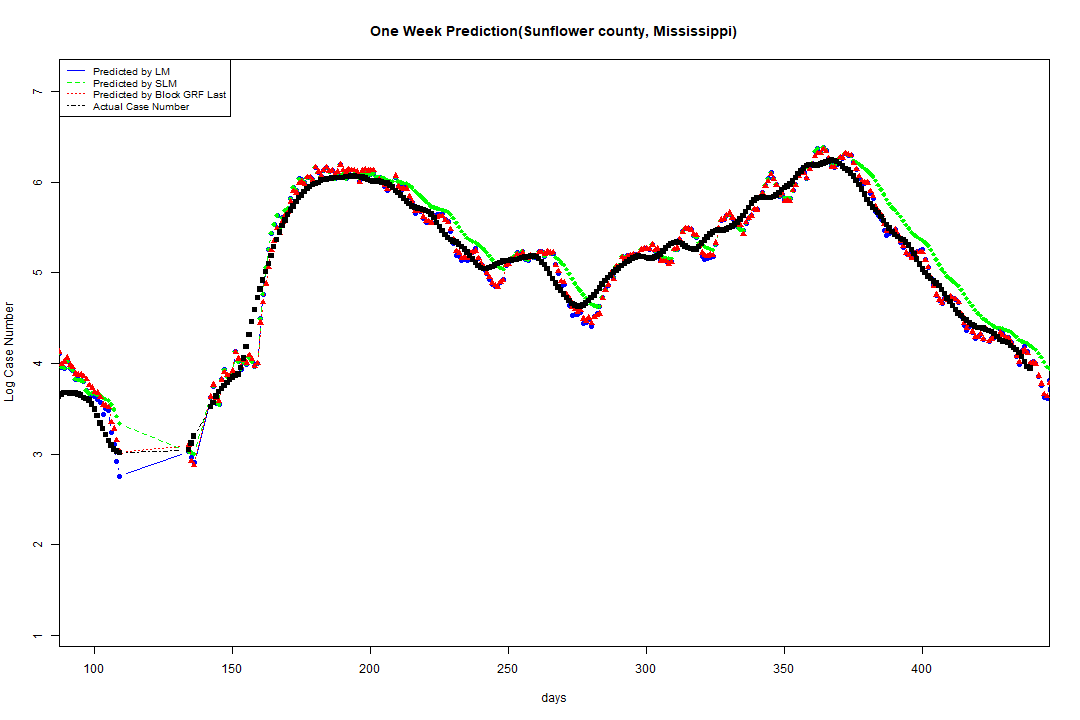 One Week Prediction(Sunflower county, Mississippi)
Predicted by LM
Predicted by SLM
Predicted by Block GRF Last
Actual Case Number
7
6
5
4
3
2
1
Log Case Number
100 150 200 250 300 350 400
days